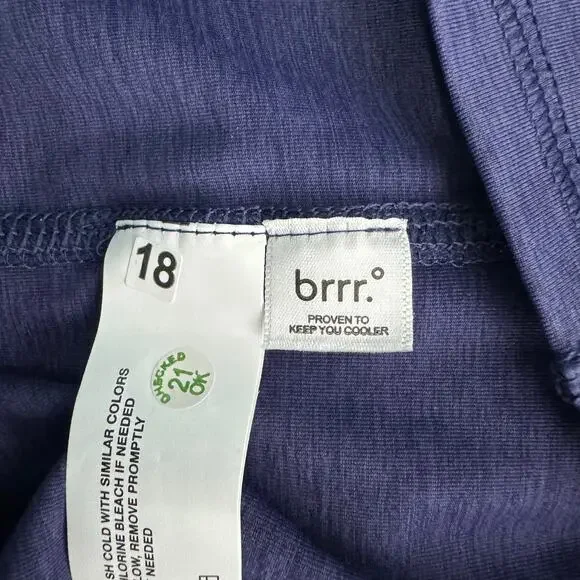 18
brrr.°
PROVEN TO
KEEP YOU COOLER
CHECKED
21
OK
SH COLD WITH SIMILAR COLORS
HLORINE BLEACH IF NEEDED
LOW, REMOVE PROMPTLY
NEEDED